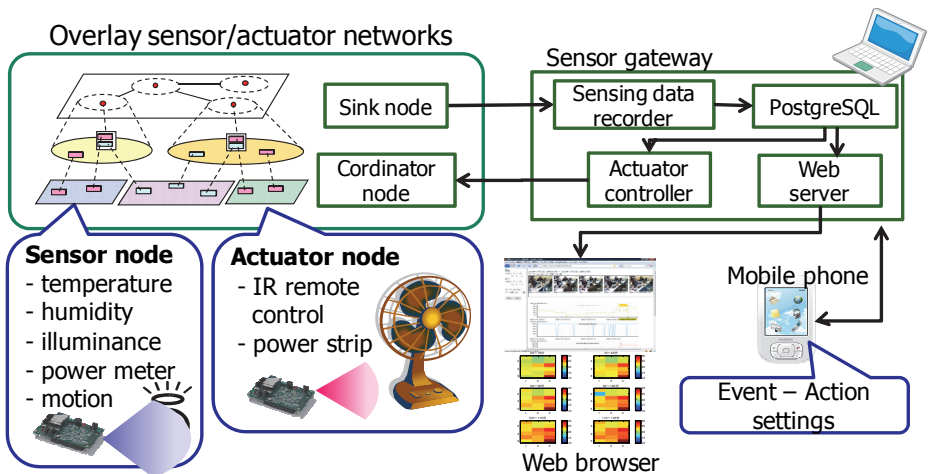 Overlay sensor/actuator networks
Sink node
Cordinator
node
Sensor gateway
Sensing data
recorder
PostgreSQL
Actuator
controller
Web
server
Sensor node
- temperature
- humidity
- illuminance
- power meter
- motion
Actuator node
- IR remote
control
- power strip
Web browser
Mobile phone
Event – Action
settings